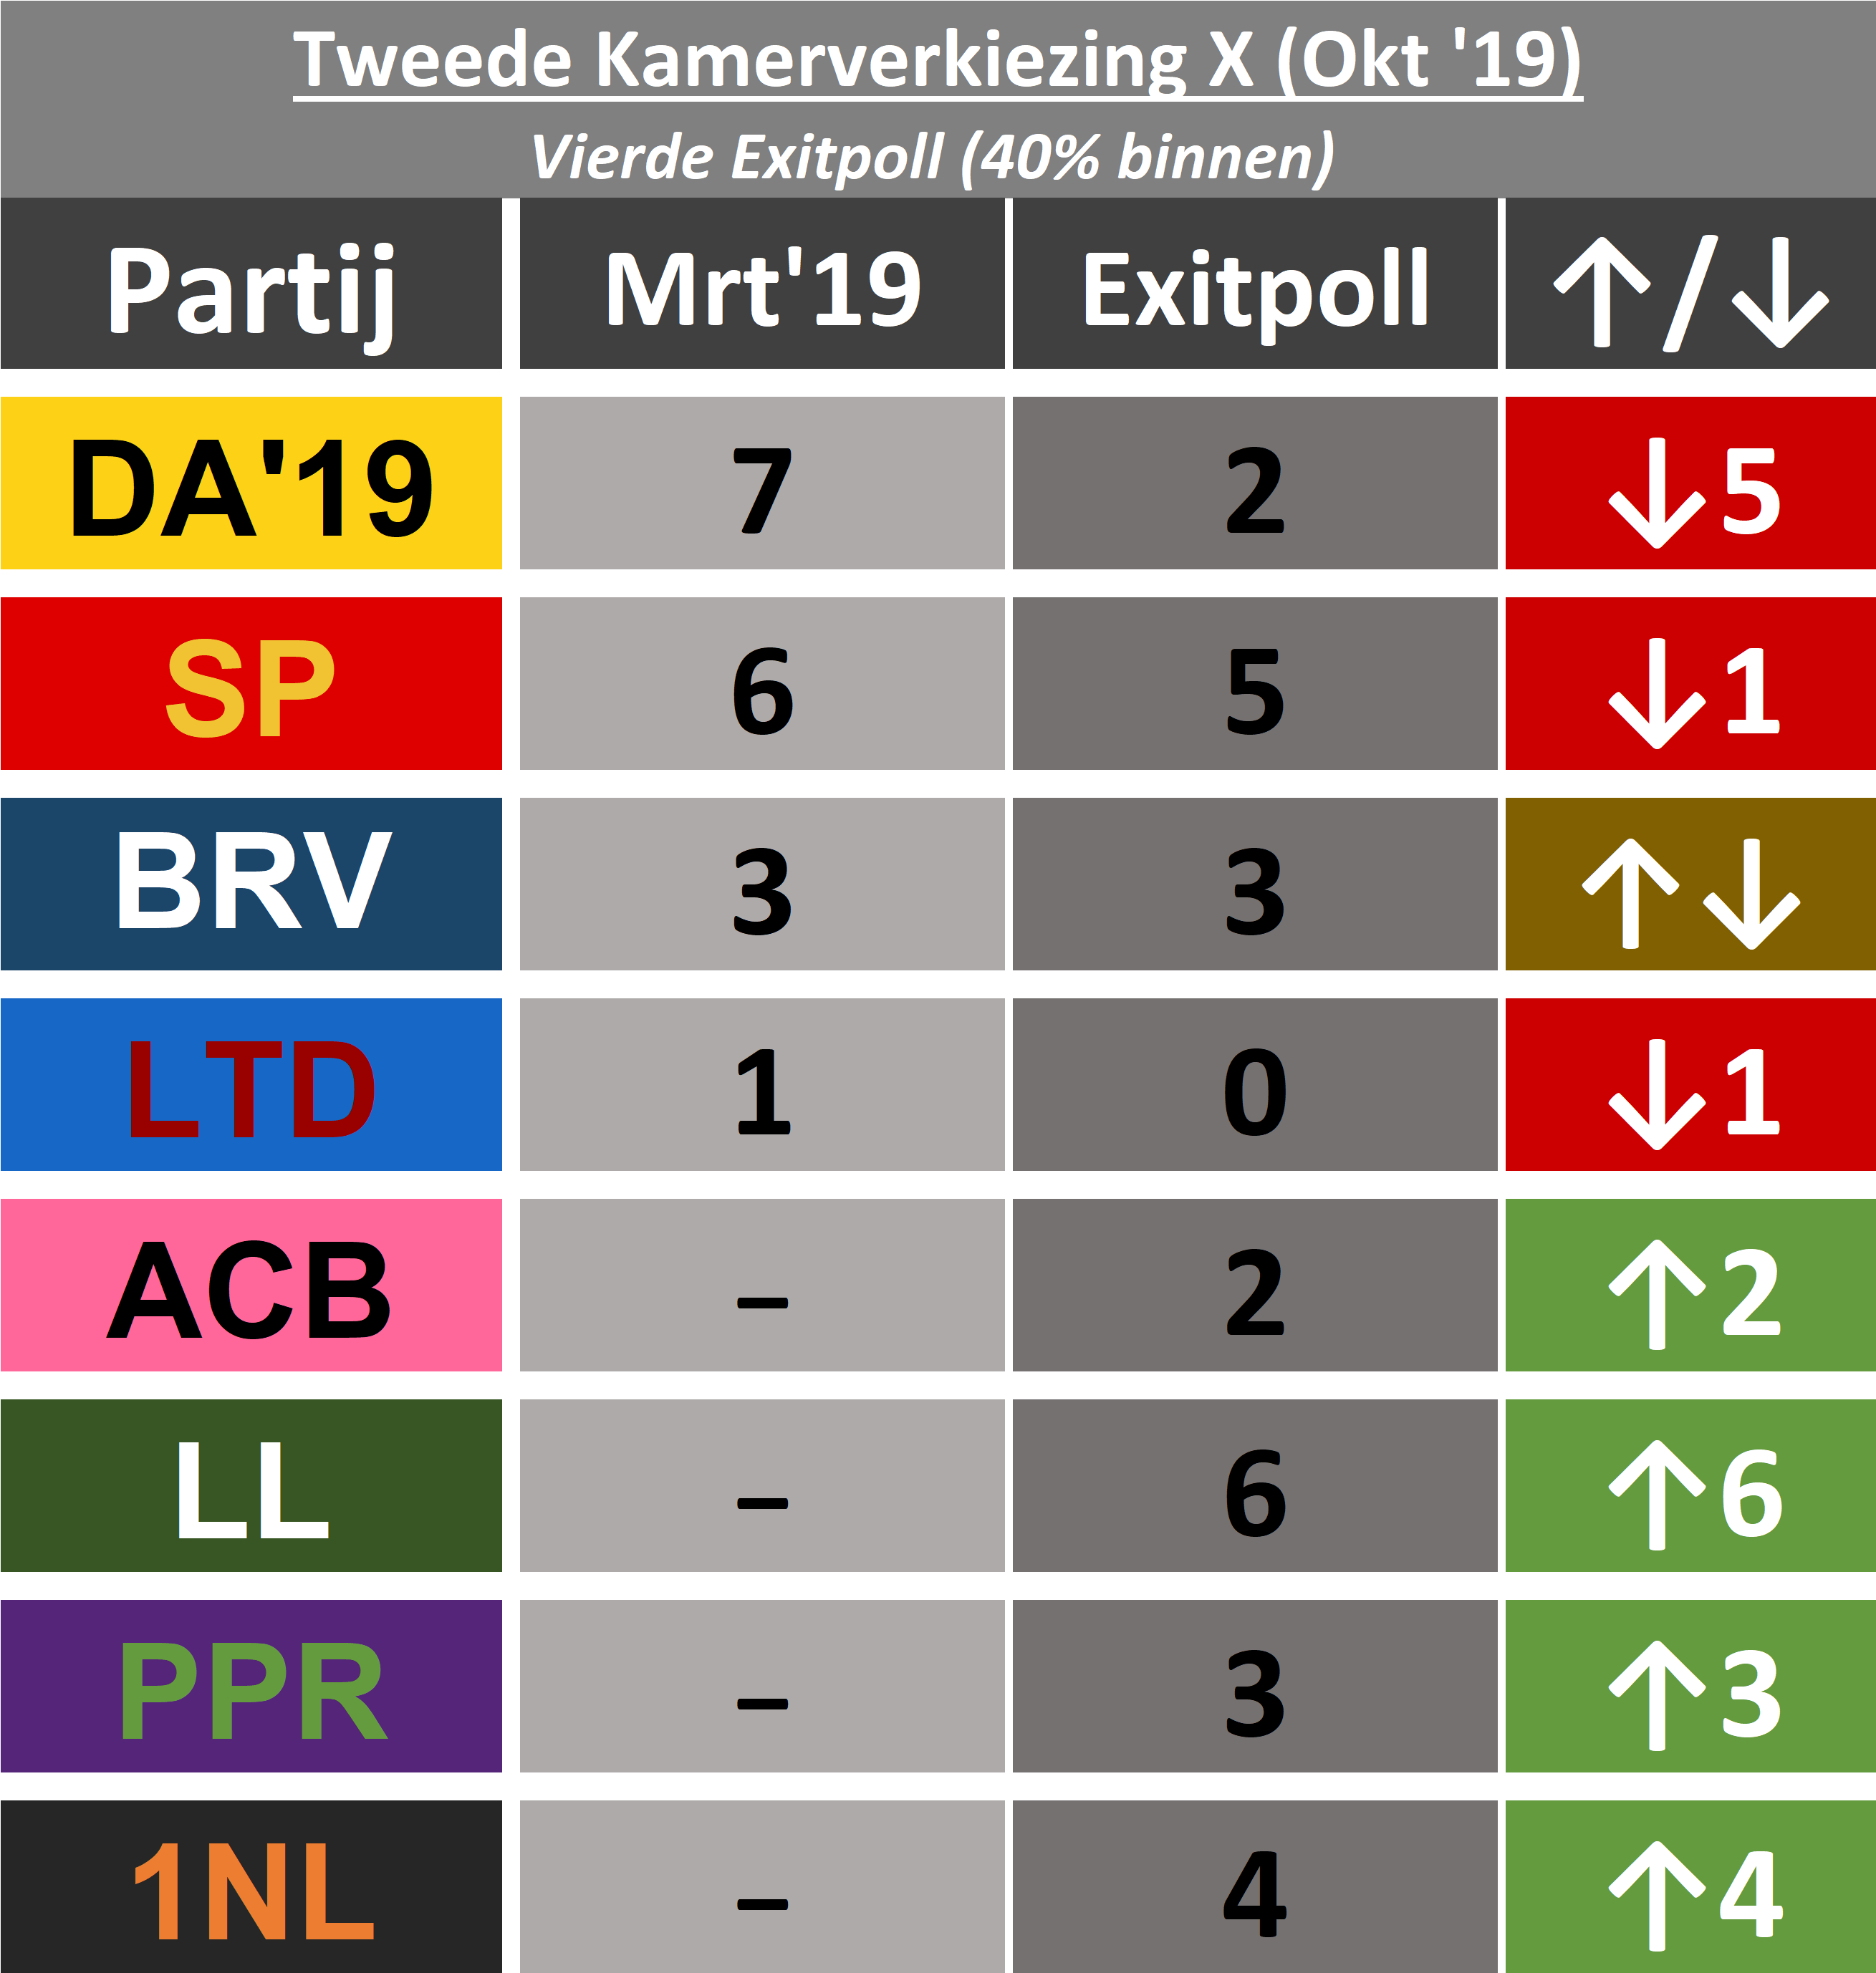 Tweede Kamerverkiezing X (Okt '19)
Vierde Exitpoll (40% binnen)
Partij Mrt'19 Exitpoll ↑/↓
DA'19 7 2 ↓5
SP 6 5 ↓1
BRV 3 3 ↑↓
LTD 1 0 ↓1
ACB – 2 ↑2
LL – 6 ↑6
PPR – 3 ↑3
1NL – 4 ↑4